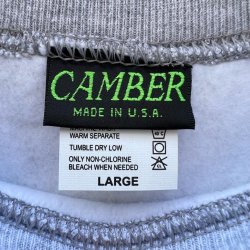 CAMBER
MADE IN U.S.A.
WARM SEPARATE
TUMBLE DRY LOW
ONLY NON-CHLORINE
BLEACH WHEN NEEDED
LARGE